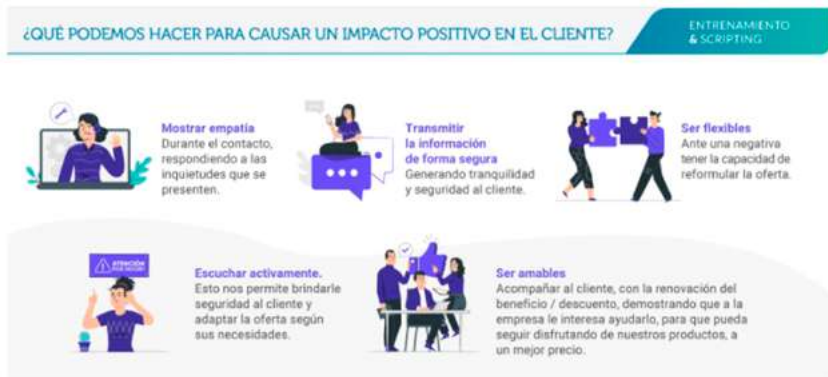 ¿QUÉ PODEMOS HACER PARA CAUSAR UN IMPACTO POSITIVO EN EL CLIENTE?
ENTRENAMIENTO
& SCRIPTING
Mostrar empatía
Durante el contacto,
respondiendo a las
inquietudes que se
presenten.
Transmitir
la información
de forma segura
Generando tranquilidad
y seguridad al cliente.
Ser flexibles
Ante una negativa
tener la capacidad de
reformular la oferta.
ATENCIÓN
POR FAVOR
Escuchar activamente.
Esto nos permite brindarle
seguridad al cliente y
adaptar la oferta según
sus necesidades.
Ser amables
Acompañar al cliente, con la renovación del
beneficio / descuento, demostrando que a la
empresa le interesa ayudarlo, para que pueda
seguir disfrutando de nuestros productos, a
un mejor precio.